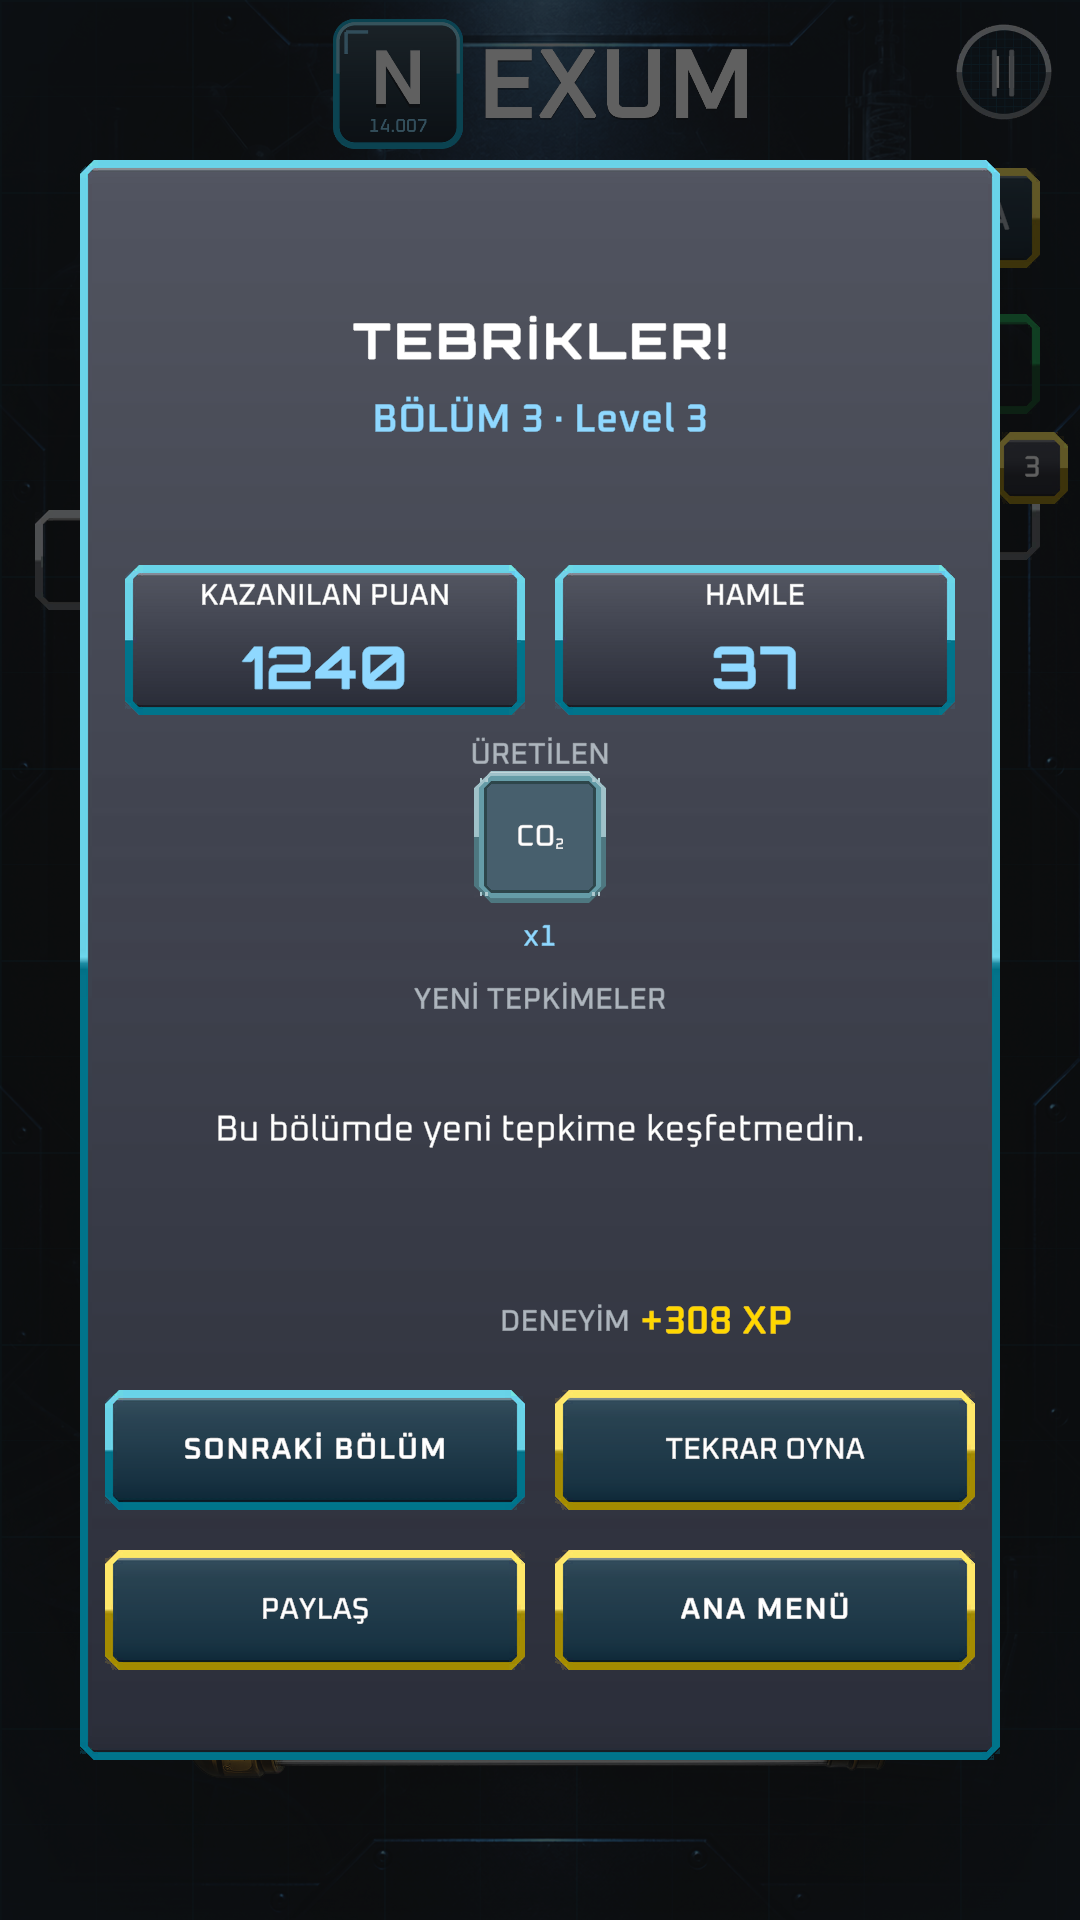 N
14.007
EXUM
A
3
TEBRİKLER!
BÖLÜM 3 · Level 3
KAZANILAN PUAN
1240
HAMLE
37
ÜRETİLEN
CO₂
x1
YENİ TEPKİMELER
Bu bölümde yeni tepkime keşfetmedin.
DENEYİM +308 XP
SONRAKİ BÖLÜM
TEKRAR OYNA
PAYLAŞ
ANA MENÜ